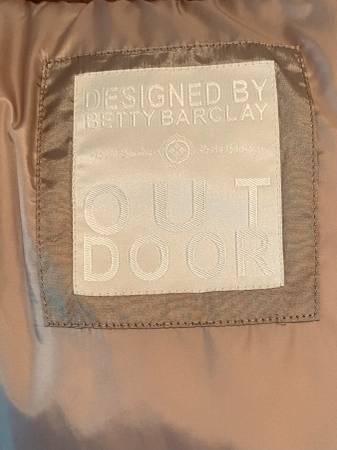 DESIGNED BY
BETTY BARCLAY
OUT
DOOR